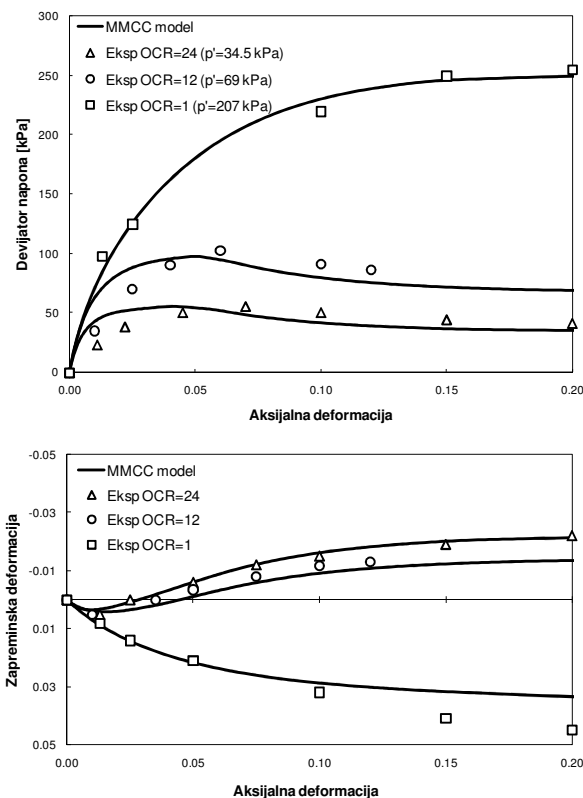 300
250
200
150
100
50
0
0.00
0.05
0.10
0.15
0.20
Devijator napona [kPa]
Aksijalna deformacija
MMCC model
Eksp OCR=24 (p'=34.5 kPa)
Eksp OCR=12 (p'=69 kPa)
Eksp OCR=1 (p'=207 kPa)
-0.05
-0.03
-0.01
0.01
0.03
0.05
0.00
0.05
0.10
0.15
0.20
Zapreminska deformacija
Aksijalna deformacija
MMCC model
Eksp OCR=24
Eksp OCR=12
Eksp OCR=1